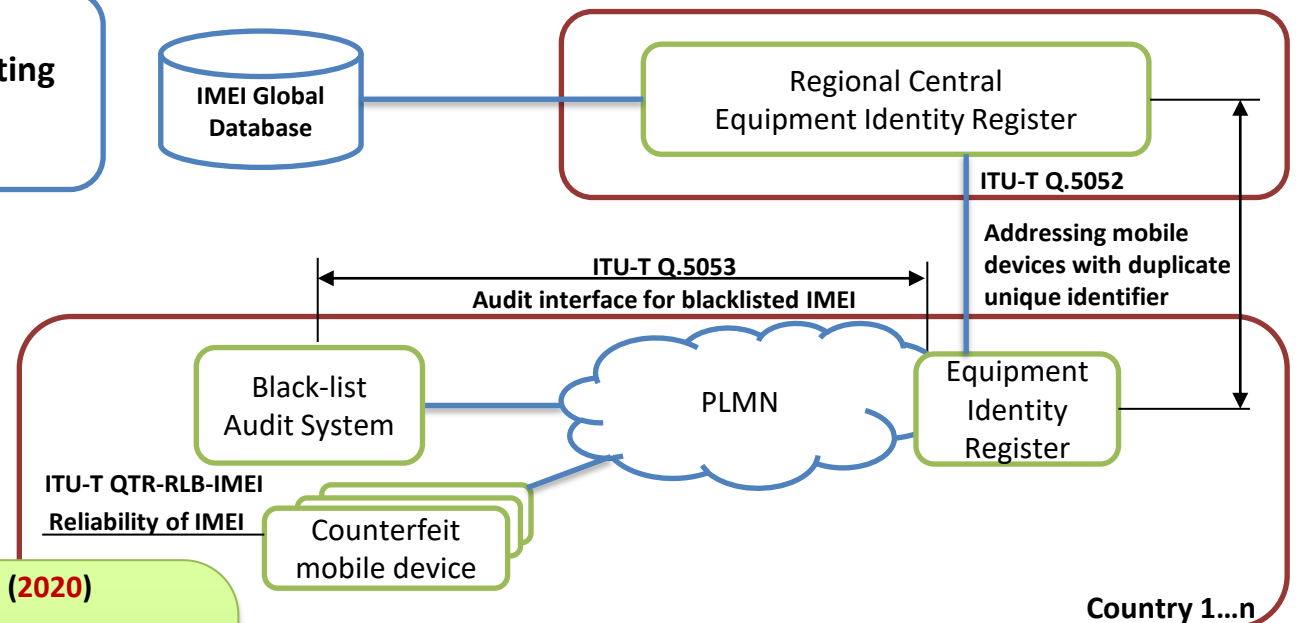 ting
IMEI Global
Database
Regional Central
Equipment Identity Register
ITU-T Q.5052
Addressing mobile
devices with duplicate
unique identifier
ITU-T Q.5053
Audit interface for blacklisted IMEI
Black-list
Audit System
PLMN
Equipment
Identity
Register
ITU-T QTR-RLB-IMEI
Reliability of IMEI
Counterfeit
mobile device
(2020)
Country 1...n